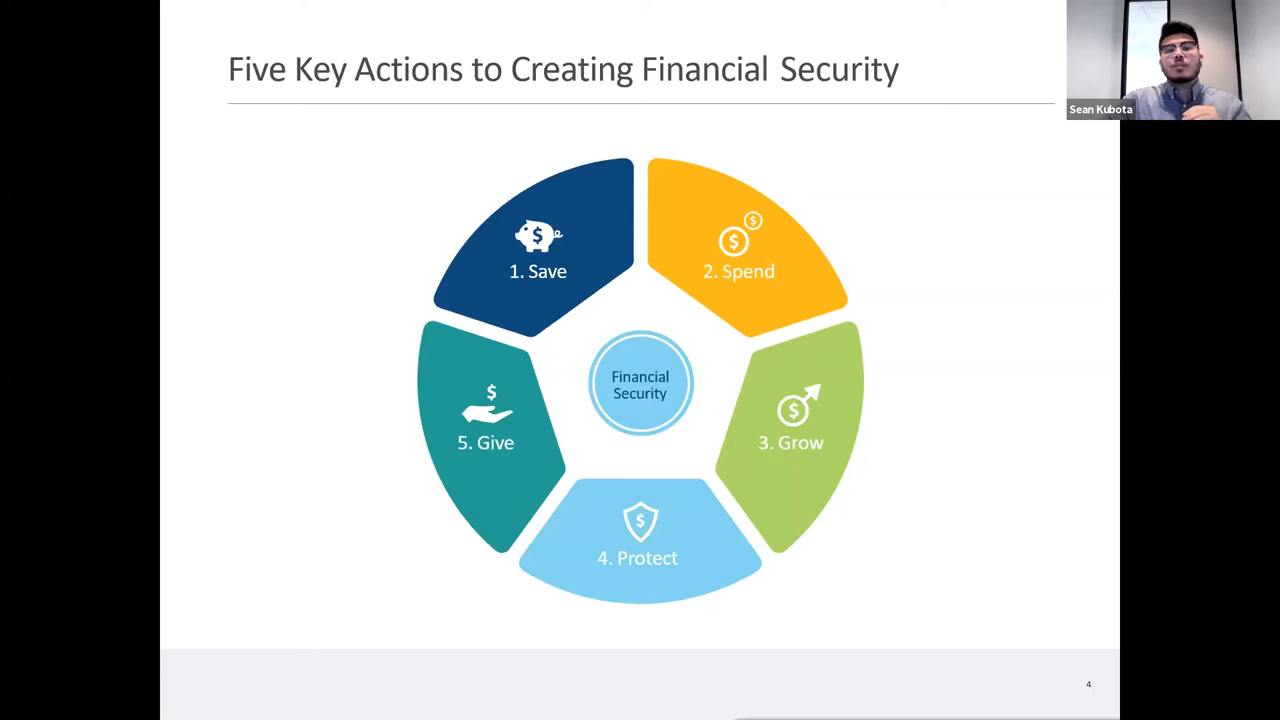 Five Key Actions to Creating Financial Security
Sean Kubota
$
1. Save
$
$
2. Spend
Financial
Security
$
5. Give
$
3. Grow
$
4. Protect
4